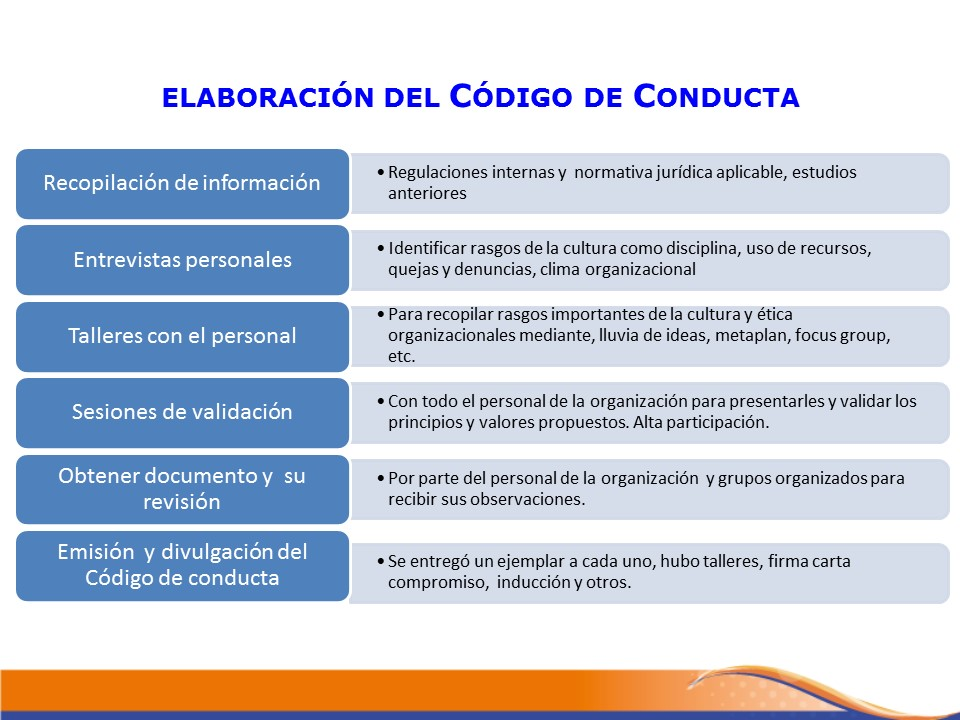 ELABORACIÓN DEL CÓDIGO DE CONDUCTA
Recopilación de información
• Regulaciones internas y normativa jurídica aplicable, estudios
anteriores
Entrevistas personales
• Identificar rasgos de la cultura como disciplina, uso de recursos,
quejas y denuncias, clima organizacional
Talleres con el personal
• Para recopilar rasgos importantes de la cultura y ética
organizacionales mediante, lluvia de ideas, metaplan, focus group,
etc.
Sesiones de validación
• Con todo el personal de la organización para presentarles y validar los
principios y valores propuestos. Alta participación.
Obtener documento y su
revisión
• Por parte del personal de la organización y grupos organizados para
recibir sus observaciones.
Emisión y divulgación del
Código de conducta
• Se entregó un ejemplar a cada uno, hubo talleres, firma carta
compromiso, inducción y otros.